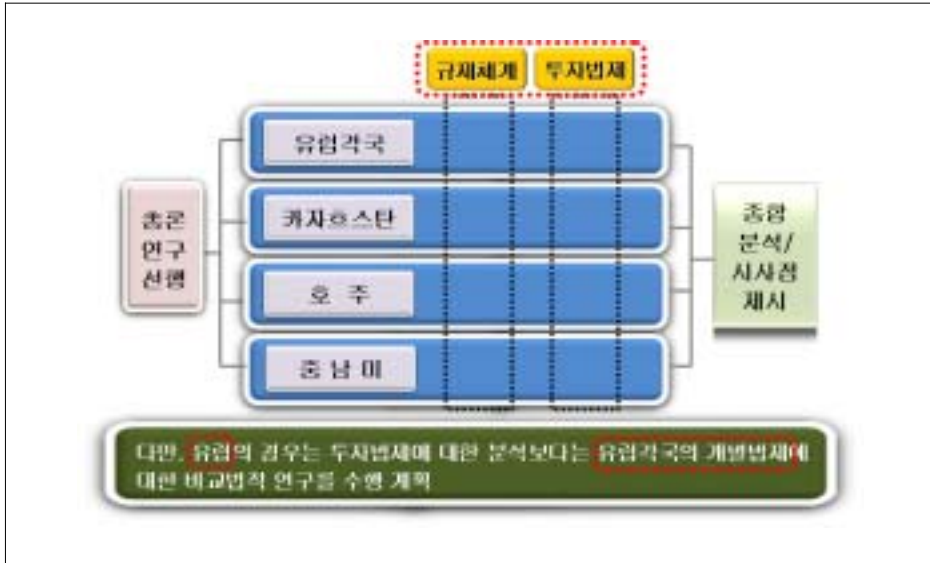 규제체계 투자법제
유럽각국
카자흐스탄
호 주
중 남 미
총론
연구
선행
종합
분석/
시사점
제시
다만, 유럽의 경우는 투자법제에 대한 분석보다는 유럽각국의 개별법제에
대한 비교법적 연구를 수행 계획